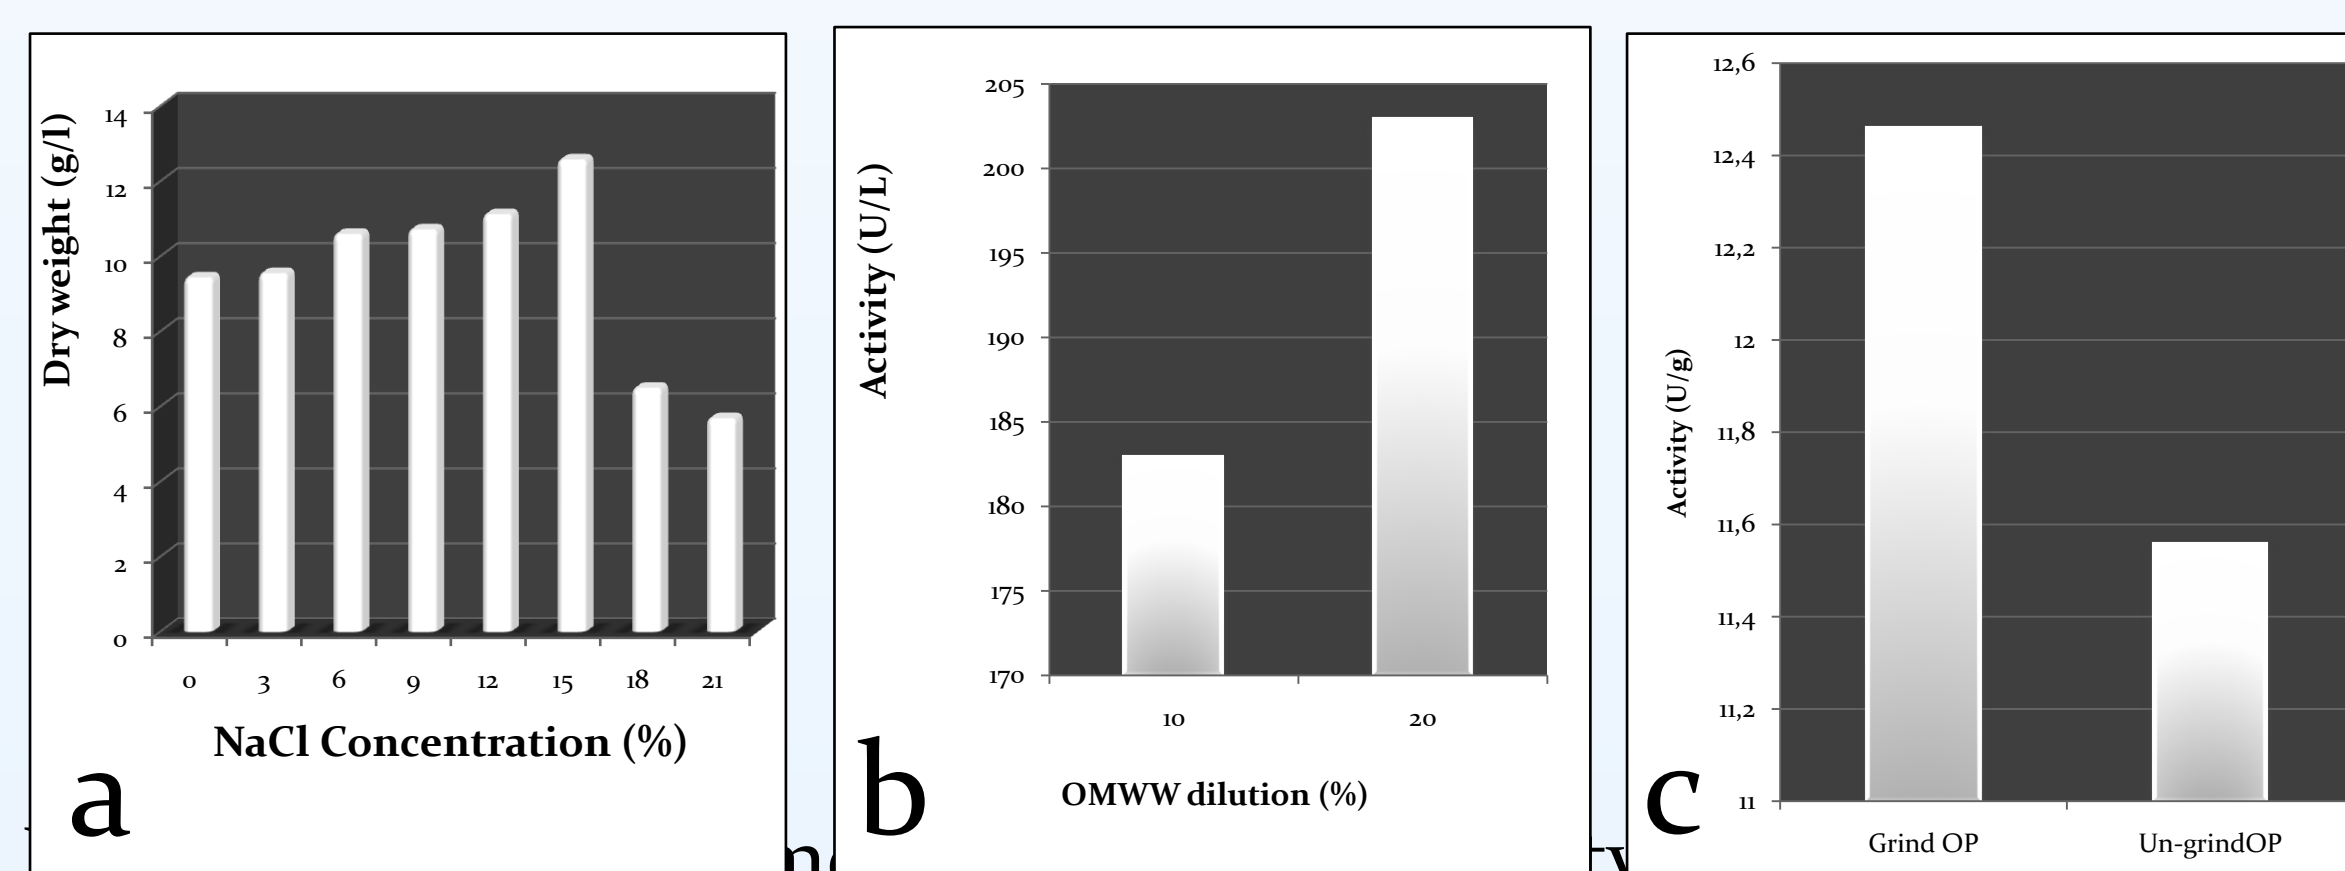 14
12
10
8
6
4
2
0
Dry weight (g/l)
0 3 6 9 12 15 18 21
NaCl Concentration (%)
a
205
200
195
190
185
180
175
170
Activity (U/L)
10 20
OMWW dilution (%)
b
12,6
12,4
12,2
12
11,8
11,6
11,4
11,2
11
Activity (U/g)
Grind OP Un-grindOP
c